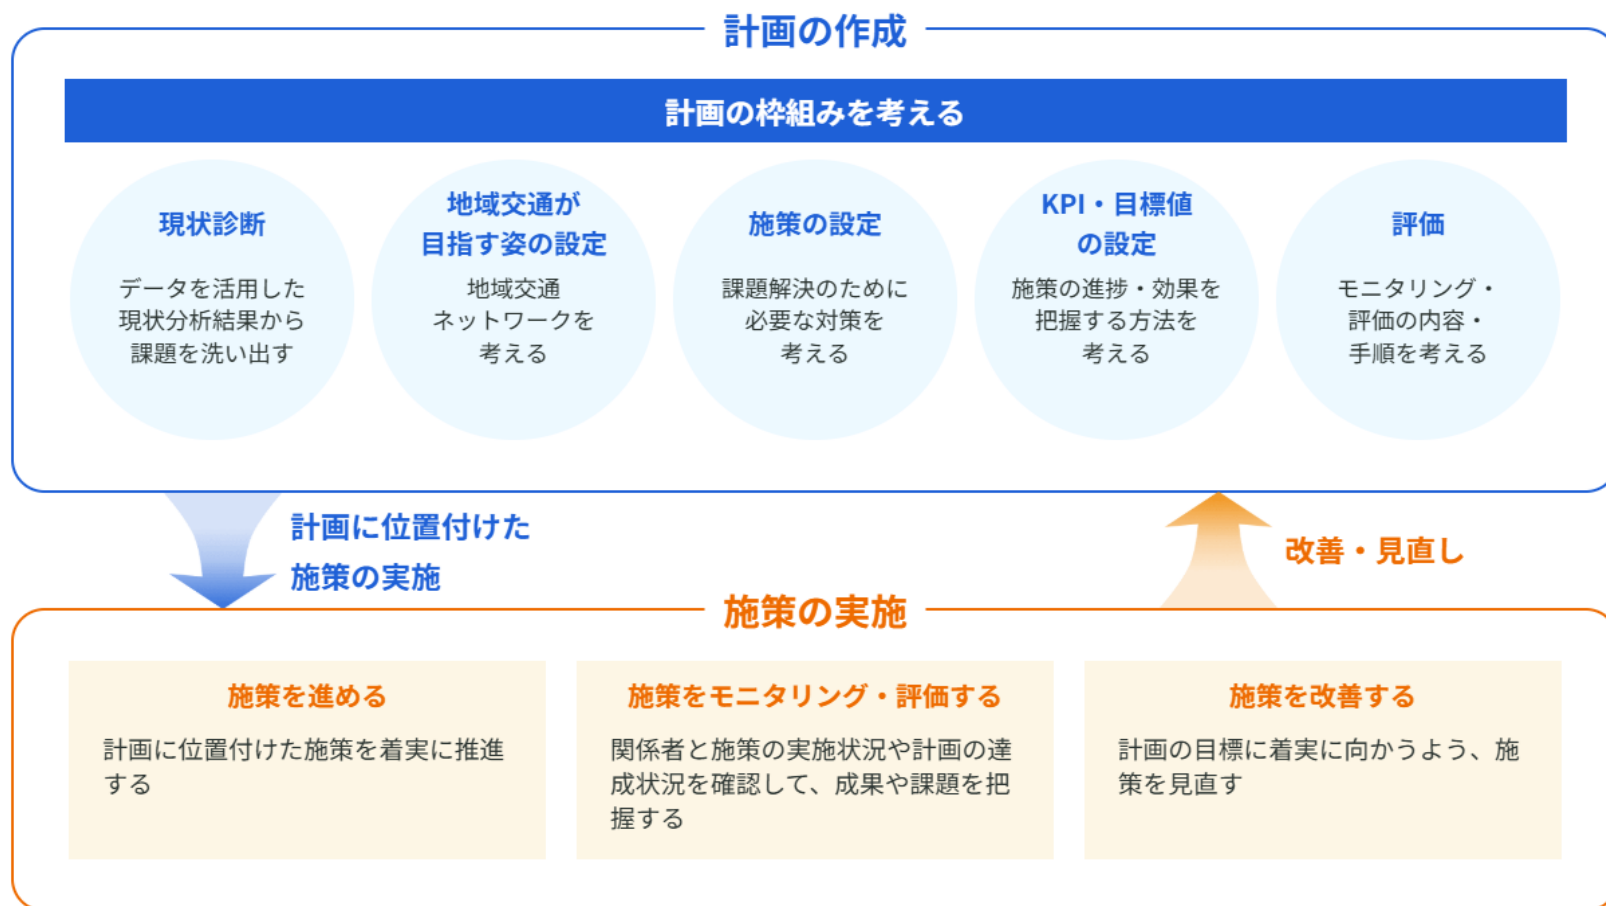 計画の作成
計画の枠組みを考える
現状診断
データを活用した
現状分析結果から
課題を洗い出す
地域交通が
目指す姿の設定
地域交通
ネットワークを
考える
施策の設定
課題解決のために
必要な対策を
考える
KPI・目標値
の設定
施策の進捗・効果を
把握する方法を
考える
評価
モニタリング・
評価の内容・
手順を考える
計画に位置付けた
施策の実施
改善・見直し
施策の実施
施策を進める
計画に位置付けた施策を着実に推進
する
施策をモニタリング・評価する
関係者と施策の実施状況や計画の達
成状況を確認して、成果や課題を把
握する
施策を改善する
計画の目標に着実に向かうよう、施
策を見直す